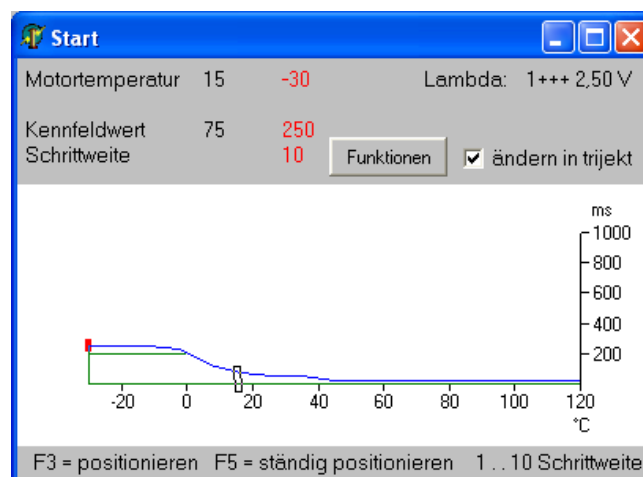 Start
Motortemperatur 15 -30 Lambda: 1+++ 2,50 V
Kennfeldwert 75 250
Schrittweite 10 Funktionen ändern in trijekt
ms
1000
800
600
400
200
-20 0 20 40 60 80 100 120
°C
F3 = positionieren F5 = ständig positionieren 1 . . 10 Schrittweite